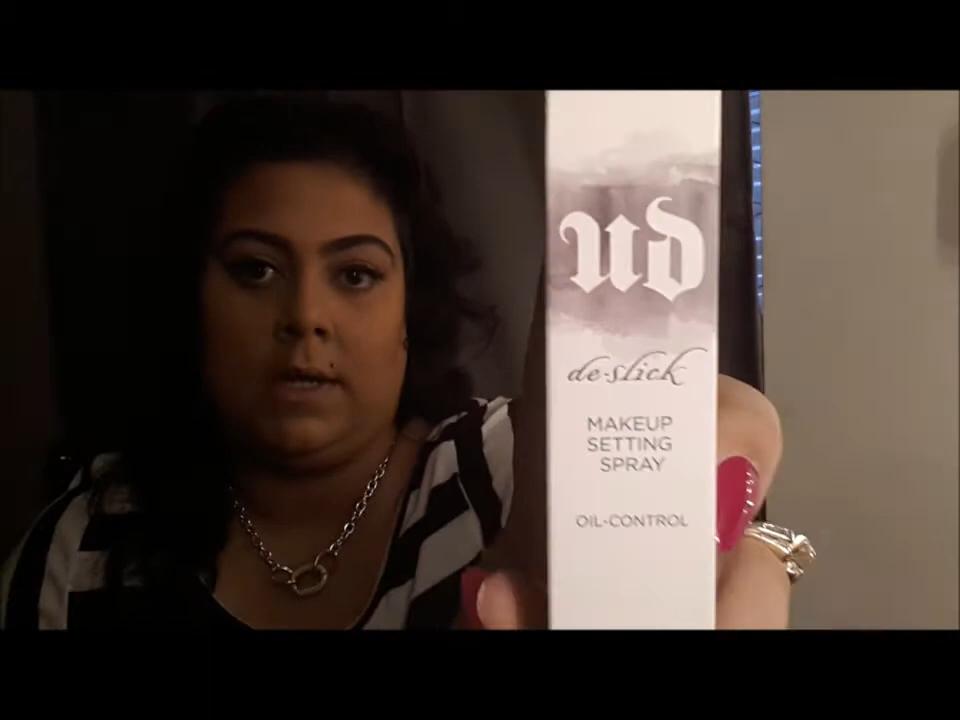 ud
de-slick
MAKEUP
SETTING
SPRAY
OIL-CONTROL